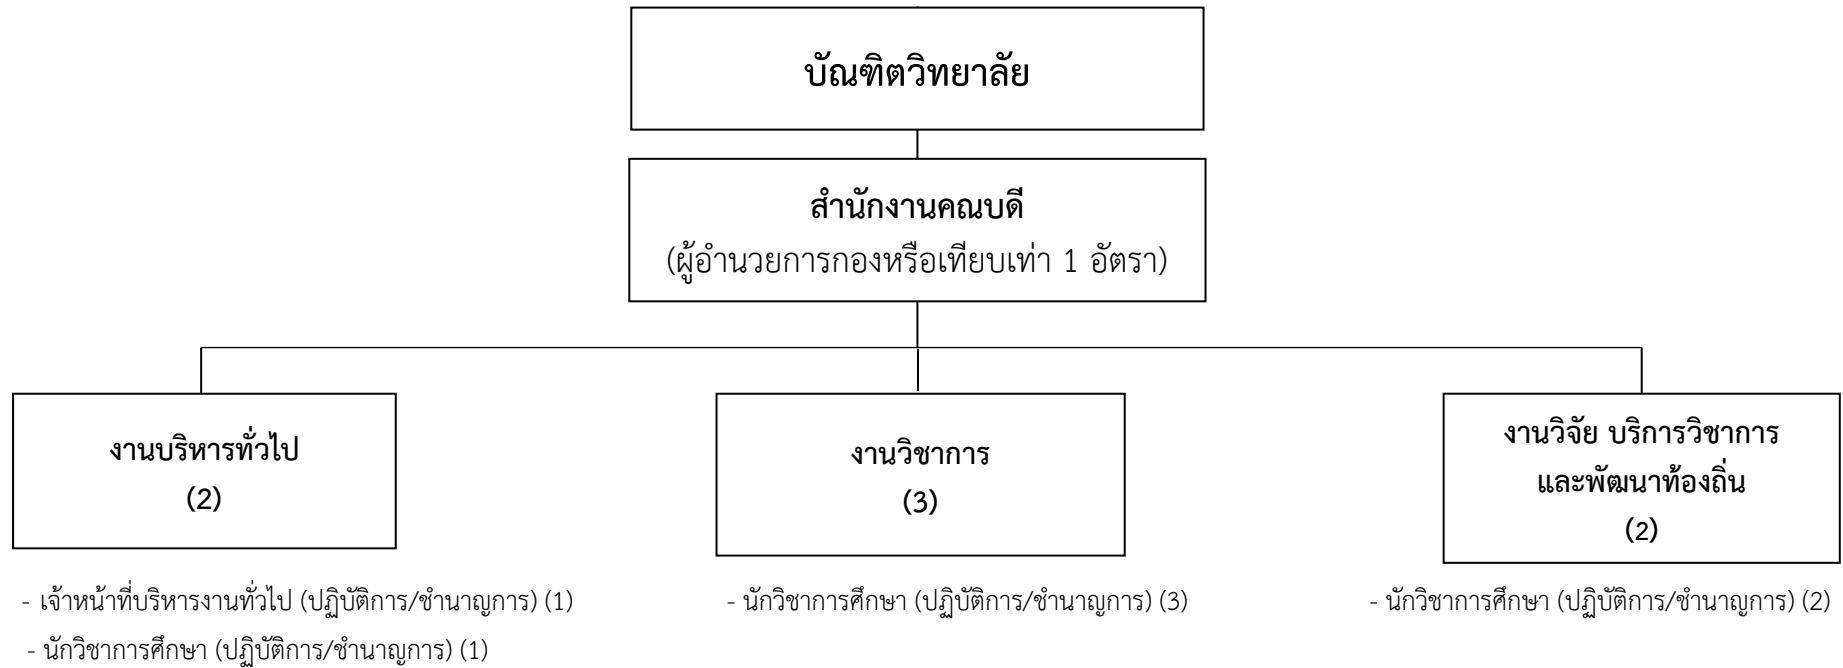 บัณฑิตวิทยาลัย
สำนักงานคณบดี
(ผู้อำนวยการกองหรือเทียบเท่า 1 อัตรา)
งานบริหารทั่วไป
(2)
งานวิชาการ
(3)
งานวิจัย บริการวิชาการ
และพัฒนาท้องถิ่น
(2)
- เจ้าหน้าที่บริหารงานทั่วไป (ปฏิบัติการ/ชำนาญการ) (1)
- นักวิชาการศึกษา (ปฏิบัติการ/ชำนาญการ) (1)
- นักวิชาการศึกษา (ปฏิบัติการ/ชำนาญการ) (3)
- นักวิชาการศึกษา (ปฏิบัติการ/ชำนาญการ) (2)